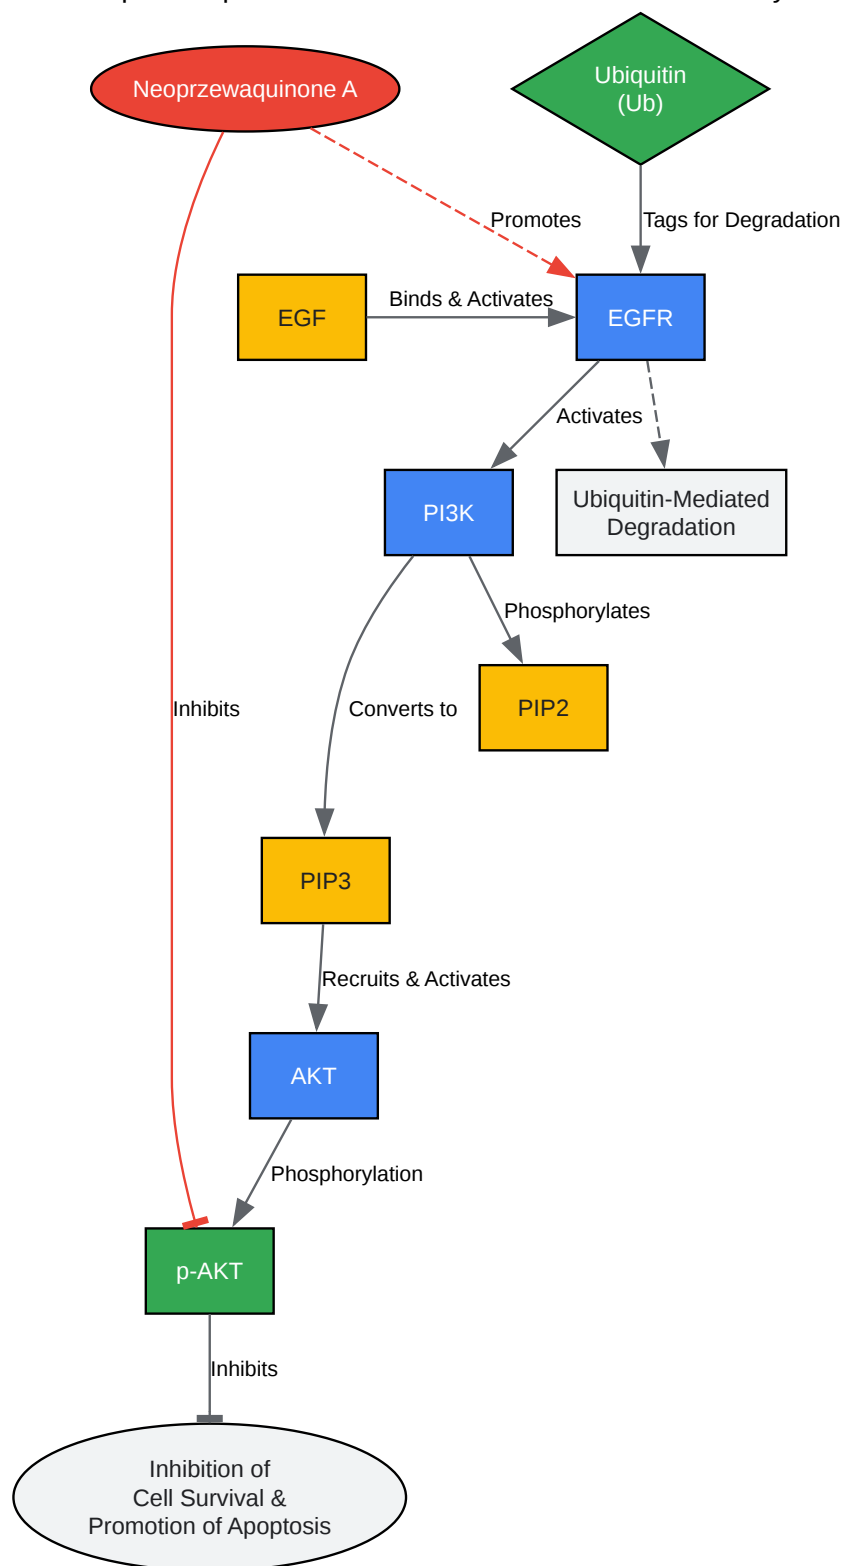 Neoprzewaquinone A
Ubiquitin
(Ub)
Promotes
Tags for Degradation
EGF
Binds & Activates
EGFR
Activates
PI3K
Ubiquitin-Mediated
Degradation
Phosphorylates
PIP2
Inhibits
Converts to
PIP3
Recruits & Activates
AKT
Phosphorylation
p-AKT
Inhibits
Inhibition of
Cell Survival &
Promotion of Apoptosis